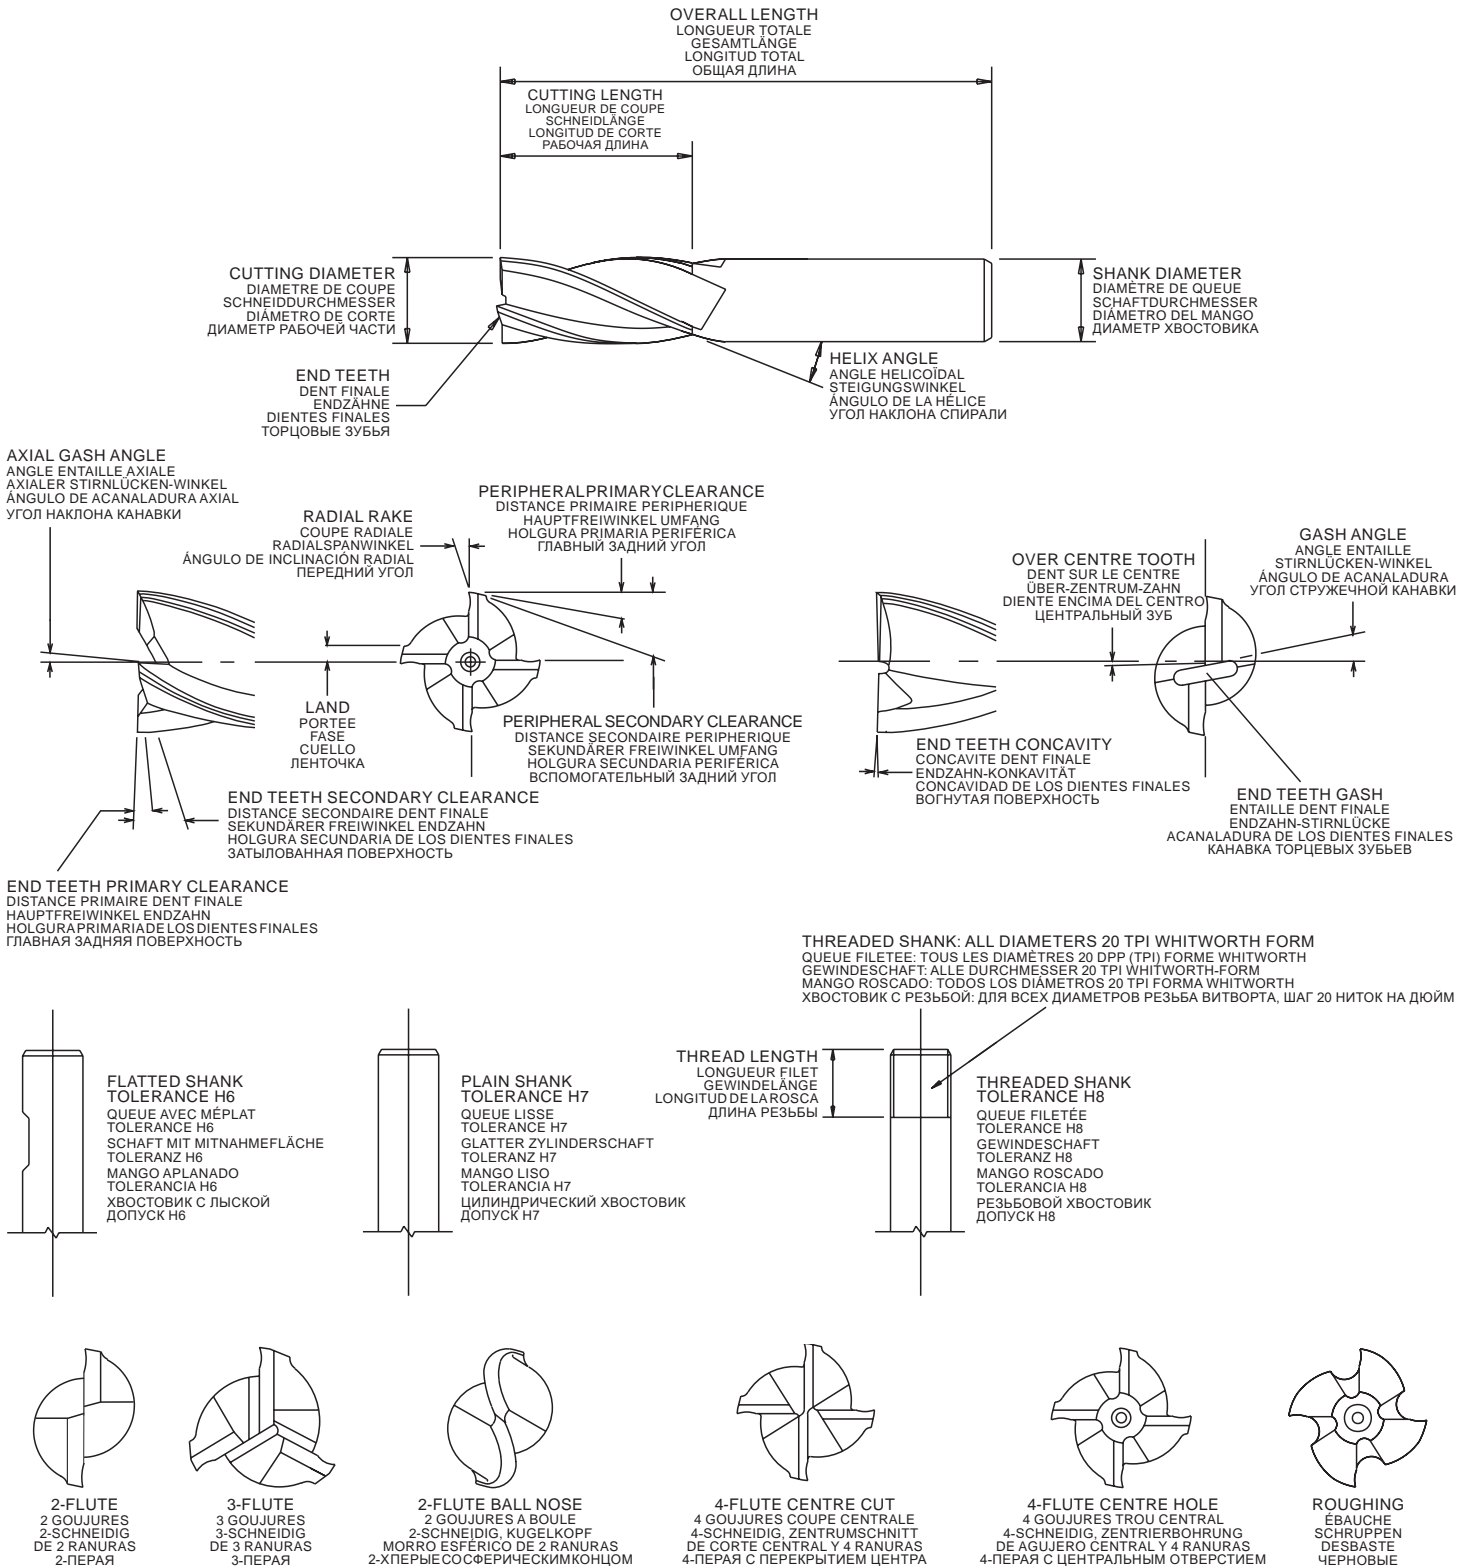 OVERALL LENGTH
LONGUEUR TOTALE
GESAMTLÄNGE
LONGITUD TOTAL
ОБЩАЯ ДЛИНА
CUTTING LENGTH
LONGUEUR DE COUPE
SCHNEIDLÄNGE
LONGITUD DE CORTE
РАБОЧАЯ ДЛИНА
CUTTING DIAMETER
DIAMETRE DE COUPE
SCHNEIDDURCHMESSER
DIÁMETRO DE CORTE
ДИАМЕТР РАБОЧЕЙ ЧАСТИ
SHANK DIAMETER
DIAMÈTRE DE QUEUE
SCHAFTDURCHMESSER
DIÁMETRO DEL MANGO
ДИАМЕТР ХВОСТОВИКА
END TEETH
DENT FINALE
ENDZÄHNE
DIENTES FINALES
ТОРЦОВЫЕ ЗУБЬЯ
HELIX ANGLE
ANGLE HELICOÏDAL
STEIGUNGSWINKEL
ÁNGULO DE LA HÉLICE
УГОЛ НАКЛОНА СПИРАЛИ
AXIAL GASH ANGLE
ANGLE ENTAILLE AXIALE
AXIALER STIRNLÜCKEN-WINKEL
ÁNGULO DE ACANALADURA AXIAL
УГОЛ НАКЛОНА КАНАВКИ
RADIAL RAKE
COUPE RADIALE
RADIALSPANWINKEL
ÁNGULO DE INCLINACIÓN RADIAL
ПЕРЕДНИЙ УГОЛ
PERIPHERAL PRIMARY CLEARANCE
DISTANCE PRIMAIRE PERIPHERIQUE
HAUPTFREIWINKEL UMFANG
HOLGURA PRIMARIA PERIFÉRICA
ГЛАВНЫЙ ЗАДНИЙ УГОЛ
OVER CENTRE TOOTH
DENT SUR LE CENTRE
ÜBER-ZENTRUM-ZAHN
DIENTE ENCIMA DEL CENTRO
ЦЕНТРАЛЬНЫЙ ЗУБ
GASH ANGLE
ANGLE ENTAILLE
STIRNLÜCKEN-WINKEL
ÁNGULO DE ACANALADURA
УГОЛ СТРУЖЕЧНОЙ КАНАВКИ
LAND
PORTEE
FASE
CUELLO
ЛЕНТОЧКА
PERIPHERAL SECONDARY CLEARANCE
DISTANCE SECONDAIRE PERIPHERIQUE
SEKUNDÄRER FREIWINKEL UMFANG
HOLGURA SECUNDARIA PERIFÉRICA
ВСПОМОГАТЕЛЬНЫЙ ЗАДНИЙ УГОЛ
END TEETH CONCAVITY
CONCAVITE DENT FINALE
ENDZAHN-KONKAVITÄT
CONCAVIDAD DE LOS DIENTES FINALES
ВОГНУТАЯ ПОВЕРХНОСТЬ
END TEETH GASH
ENTAILLE DENT FINALE
ENDZAHN-STIRNLÜCKE
ACANALADURA DE LOS DIENTES FINALES
КАНАВКА ТОРЦЕВЫХ ЗУБЬЕВ
END TEETH SECONDARY CLEARANCE
DISTANCE SECONDAIRE DENT FINALE
SEKUNDÄRER FREIWINKEL ENDZAHN
HOLGURA SECUNDARIA DE LOS DIENTES FINALES
ЗАТЫЛОВАННАЯ ПОВЕРХНОСТЬ
END TEETH PRIMARY CLEARANCE
DISTANCE PRIMAIRE DENT FINALE
HAUPTFREIWINKEL ENDZAHN
HOLGURA PRIMARIA DE LOS DIENTES FINALES
ГЛАВНАЯ ЗАДНЯЯ ПОВЕРХНОСТЬ
THREADED SHANK: ALL DIAMETERS 20 TPI WHITWORTH FORM
QUEUE FILETEE: TOUS LES DIAMÈTRES 20 DPP (TPI) FORME WHITWORTH
GEWINDESCHAFT: ALLE DURCHMESSER 20 TPI WHITWORTH-FORM
MANGO ROSCADO: TODOS LOS DIÁMETROS 20 TPI FORMA WHITWORTH
ХВОСТОВИК С РЕЗЬБОЙ: ДЛЯ ВСЕХ ДИАМЕТРОВ РЕЗЬБА ВИТВОРТА, ШАГ 20 НИТОК НА ДЮЙМ
FLATTED SHANK
TOLERANCE H6
QUEUE AVEC MÉPLAT
TOLERANCE H6
SCHAFT MIT MITNAHMEFLÄCHE
TOLERANZ H6
MANGO APLANADO
TOLERANCIA H6
ХВОСТОВИК С ЛЫСКОЙ
ДОПУСК H6
PLAIN SHANK
TOLERANCE H7
QUEUE LISSE
TOLERANCE H7
GLATTER ZYLINDERSCHAFT
TOLERANZ H7
MANGO LISO
TOLERANCIA H7
ЦИЛИНДРИЧЕСКИЙ ХВОСТОВИК
ДОПУСК H7
THREAD LENGTH
LONGUEUR FILET
GEWINDELÄNGE
LONGITUD DE LA ROSCA
ДЛИНА РЕЗЬБЫ
THREADED SHANK
TOLERANCE H8
QUEUE FILETÉE
TOLERANCE H8
GEWINDESCHAFT
TOLERANZ H8
MANGO ROSCADO
TOLERANCIA H8
РЕЗЬБОВОЙ ХВОСТОВИК
ДОПУСК H8
2-FLUTE
2 GOUJURES
2-SCHNEIDIG
DE 2 RANURAS
2-ПЕРАЯ
3-FLUTE
3 GOUJURES
3-SCHNEIDIG
DE 3 RANURAS
3-ПЕРАЯ
2-FLUTE BALL NOSE
2 GOUJURES A BOULE
2-SCHNEIDIG, KUGELKOPF
MORRO ESFÉRICO DE 2 RANURAS
2-ХПЕРЫЕ СО СФЕРИЧЕСКИМ КОНЦОМ
4-FLUTE CENTRE CUT
4 GOUJURES COUPE CENTRALE
4-SCHNEIDIG, ZENTRUMSCHNITT
DE CORTE CENTRAL Y 4 RANURAS
4-ПЕРАЯ С ПЕРЕКРЫТИЕМ ЦЕНТРА
4-FLUTE CENTRE HOLE
4 GOUJURES TROU CENTRAL
4-SCHNEIDIG, ZENTRIERBOHRUNG
DE AGUJERO CENTRAL Y 4 RANURAS
4-ПЕРАЯ С ЦЕНТРАЛЬНЫМ ОТВЕРСТИЕМ
ROUGHING
ÉBAUCHE
SCHRUPPEN
DESBASTE
ЧЕРНОВЫЕ